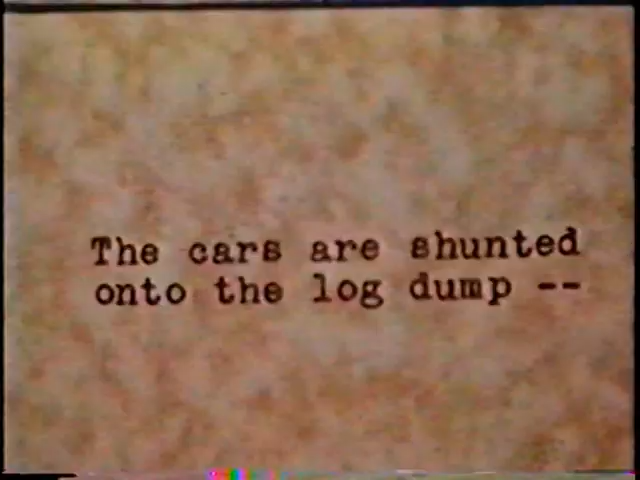 The cars are shunted
onto the log dump --